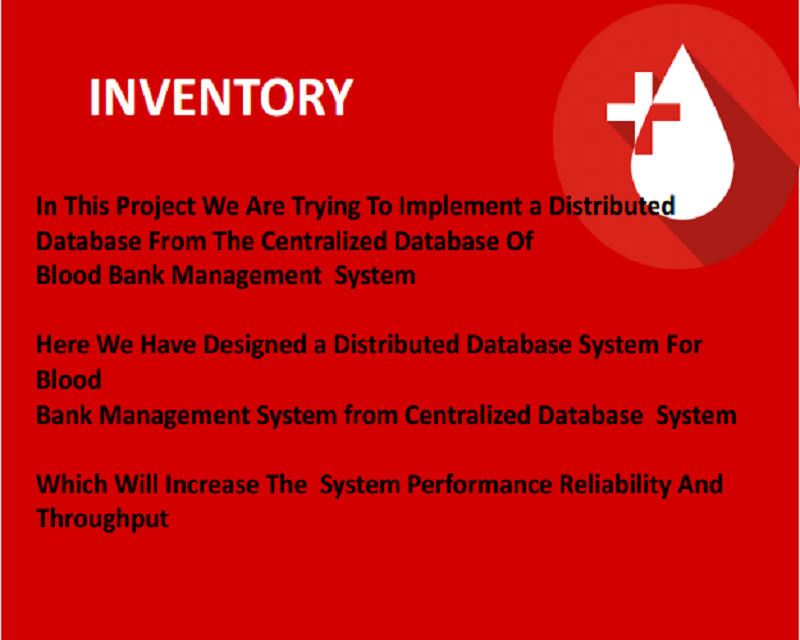 INVENTORY
In This Project We Are Trying To Implement a Distributed
Database From The Centralized Database Of
Blood Bank Management  System
Here We Have Designed a Distributed Database System For
Blood
Bank Management System from Centralized Database  System
Which Will Increase The  System Performance Reliability And
Throughput